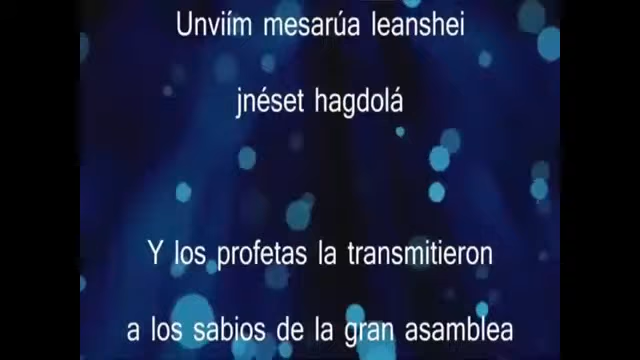 Unviím mesarúa leanshei
jnéset hagdolá
Y los profetas la transmitieron
a los sabios de la gran asamblea